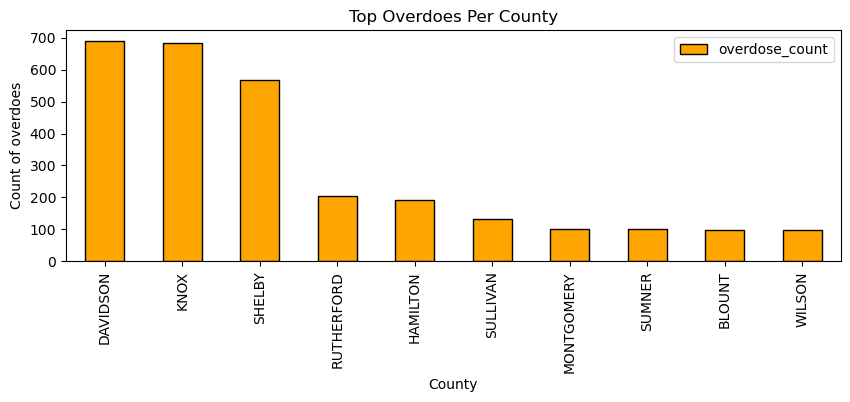 Top Overdoes Per County
overdose_count
Count of overdoes
700
600
500
400
300
200
100
0
DAVIDSON
KNOX
SHELBY
RUTHERFORD
HAMILTON
SULLIVAN
MONTGOMERY
SUMNER
BLOUNT
WILSON
County